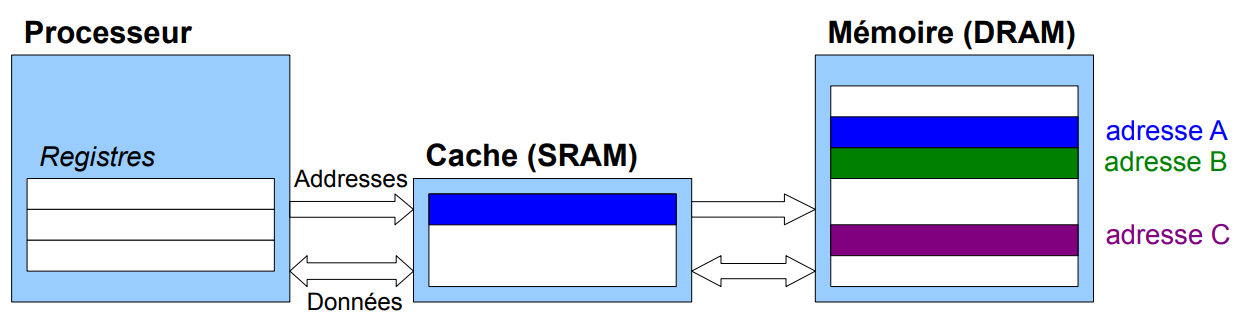 Processeur
Mémoire (DRAM)
adresse A
Registres
Cache (SRAM)
adresse B
Addresses
adresse C
Données